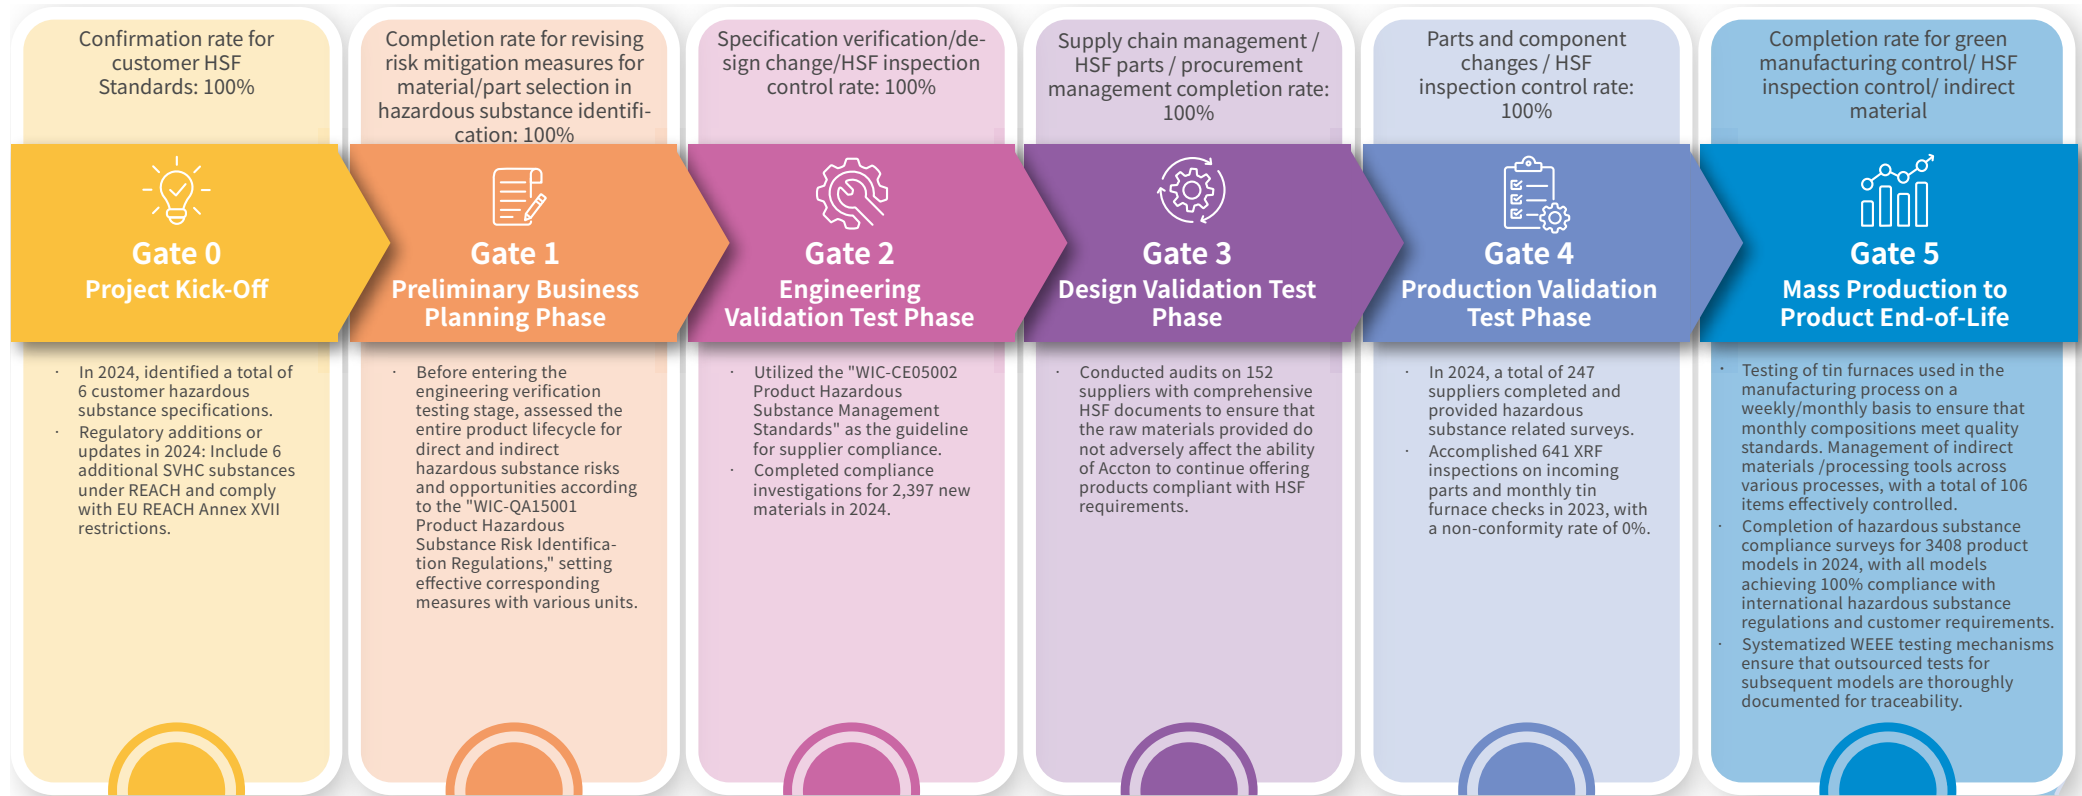 Confirmation rate for
customer HSF
Standards: 100%
Gate 0
Project Kick-Off
· In 2024, identified a total of
6 customer hazardous
substance specifications.
· Regulatory additions or
updates in 2024: Include 6
additional SVHC substances
under REACH and comply
with EU REACH Annex XVII
restrictions.
Completion rate for revising
risk mitigation measures for
material/part selection in
hazardous substance identifi-
cation: 100%
Gate 1
Preliminary Business
Planning Phase
· Before entering the
engineering verification
testing stage, assessed the
entire product lifecycle for
direct and indirect
hazardous substance risks
and opportunities according
to the "WIC-QA15001
Product Hazardous
Substance Risk Identifica-
tion Regulations," setting
effective corresponding
measures with various units.
Specification verification/de-
sign change/HSF inspection
control rate: 100%
Gate 2
Engineering
Validation Test Phase
· Utilized the "WIC-CE05002
Product Hazardous
Substance Management
Standards" as the guideline
for supplier compliance.
· Completed compliance
investigations for 2,397 new
materials in 2024.
Supply chain management /
HSF parts / procurement
management completion rate:
100%
Gate 3
Design Validation Test
Phase
· Conducted audits on 152
suppliers with comprehensive
HSF documents to ensure that
the raw materials provided do
not adversely affect the ability
of Accton to continue offering
products compliant with HSF
requirements.
Parts and component
changes / HSF
inspection control rate:
100%
Gate 4
Production Validation
Test Phase
· In 2024, a total of 247
suppliers completed and
provided hazardous
substance related surveys.
· Accomplished 641 XRF
inspections on incoming
parts and monthly tin
furnace checks in 2023, with
a non-conformity rate of 0%.
Completion rate for green
manufacturing control/ HSF
inspection control/ indirect
material
Gate 5
Mass Production to
Product End-of-Life
· Testing of tin furnaces used in the
manufacturing process on a
weekly/monthly basis to ensure that
monthly compositions meet quality
standards. Management of indirect
materials /processing tools across
various processes, with a total of 106
items effectively controlled.
· Completion of hazardous substance
compliance surveys for 3408 product
models in 2024, with all models
achieving 100% compliance with
international hazardous substance
regulations and customer requirements.
· Systematized WEEE testing mechanisms
ensure that outsourced tests for
subsequent models are thoroughly
documented for traceability.